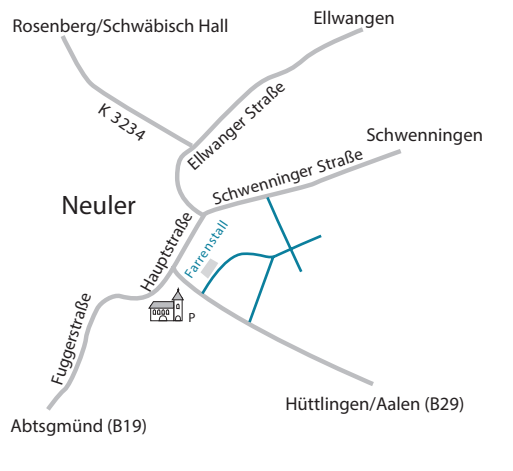 Ellwangen
Rosenberg/Schwäbisch Hall
K 3234
Ellwanger Straße
Schwenningen
Schwenninger Straße
Neuler
Hauptstraße
Farrenstall
Fuggerstraße
P
Hüttlingen/Aalen (B29)
Abtsgmünd (B19)